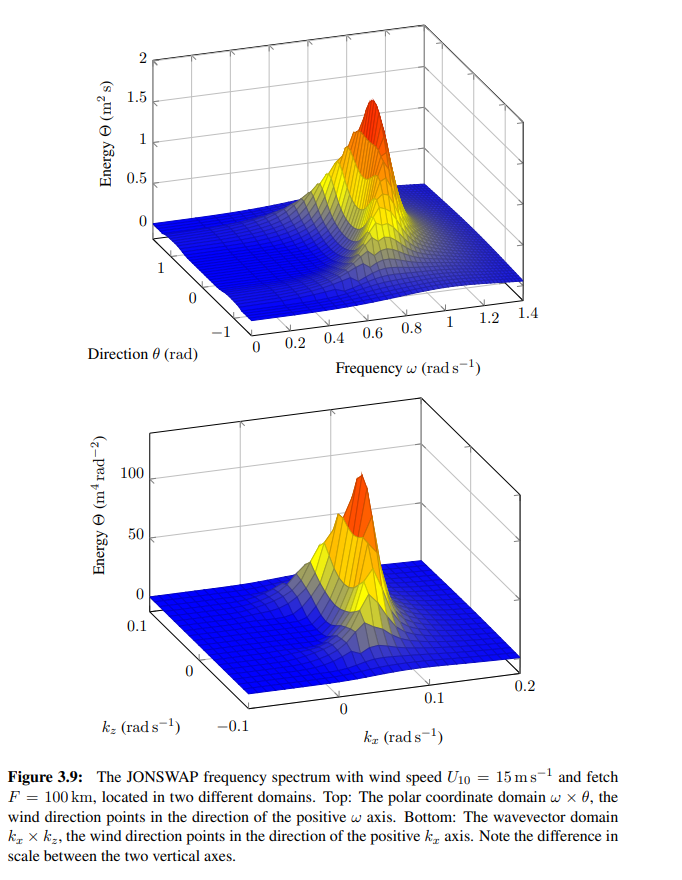 2
1.5
1
0.5
0
Energy Θ (m² s)
1
0
−1
Direction θ (rad)
0 0.2 0.4 0.6 0.8 1 1.2 1.4
Frequency ω (rad s⁻¹)
100
50
0
Energy Θ (m⁴ rad⁻²)
0.1
0
−0.1
k_z (rad s⁻¹)
0 0.1 0.2
k_x (rad s⁻¹)
Figure 3.9: The JONSWAP frequency spectrum with wind speed U₁₀ = 15 m s⁻¹ and fetch
F = 100 km, located in two different domains. Top: The polar coordinate domain ω × θ, the
wind direction points in the direction of the positive ω axis. Bottom: The wavevector domain
k_x × k_z, the wind direction points in the direction of the positive k_x axis. Note the difference in
scale between the two vertical axes.